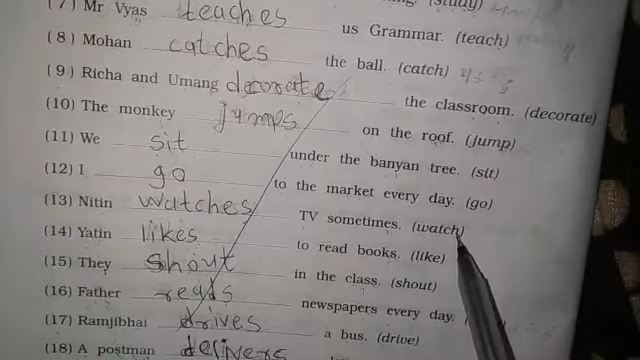 (7) Mr Vyas teaches us Grammar. (teach)
(8) Mohan catches the ball. (catch)
(9) Richa and Umang decorate the classroom. (decorate)
(10) The monkey jumps on the roof. (jump)
(11) We sit under the banyan tree. (sit)
(12) I go to the market every day. (go)
(13) Nitin watches TV sometimes. (watch)
(14) Yatin likes to read books. (like)
(15) They shout in the class. (shout)
(16) Father reads newspapers every day.
(17) Ramjibhai drives a bus. (drive)
(18) A postman delivers